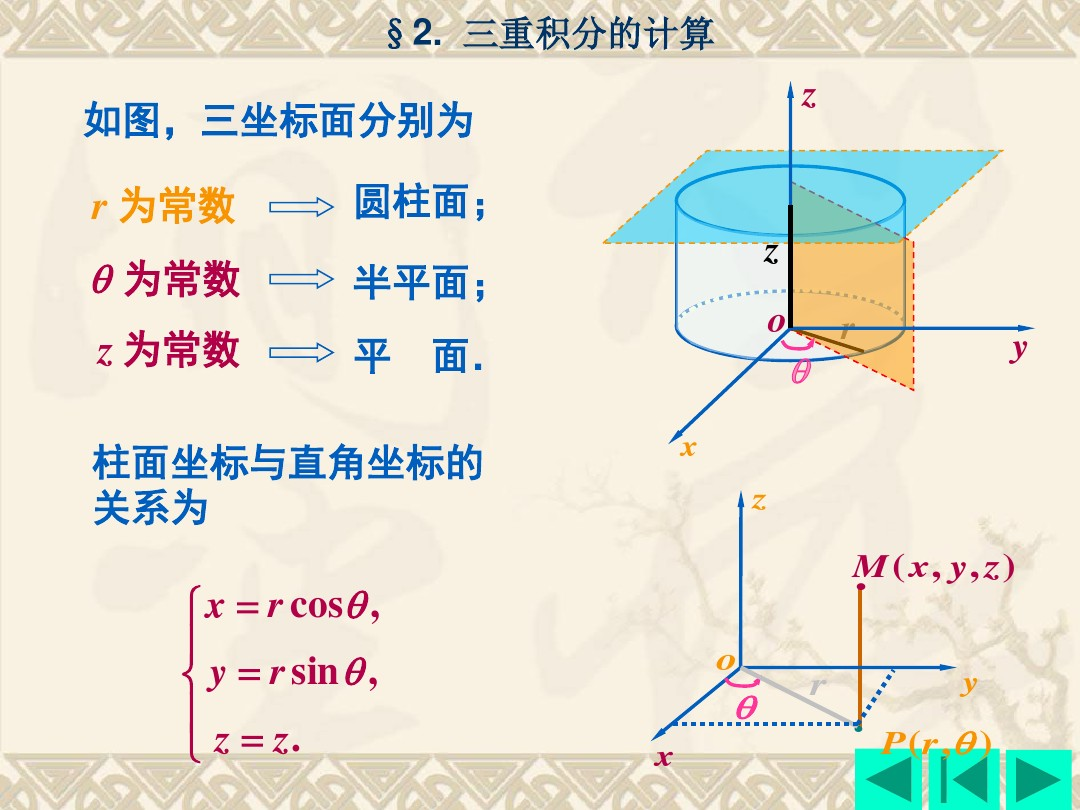 §2. 三重积分的计算
如图，三坐标面分别为
r 为常数 圆柱面；
θ 为常数 半平面；
z 为常数 平 面.
柱面坐标与直角坐标的
关系为
x = r cosθ,
y = r sinθ,
z = z.
z
z
o
r
θ
y
x
z
M(x, y, z)
o
r
y
θ
P(r, θ)
x